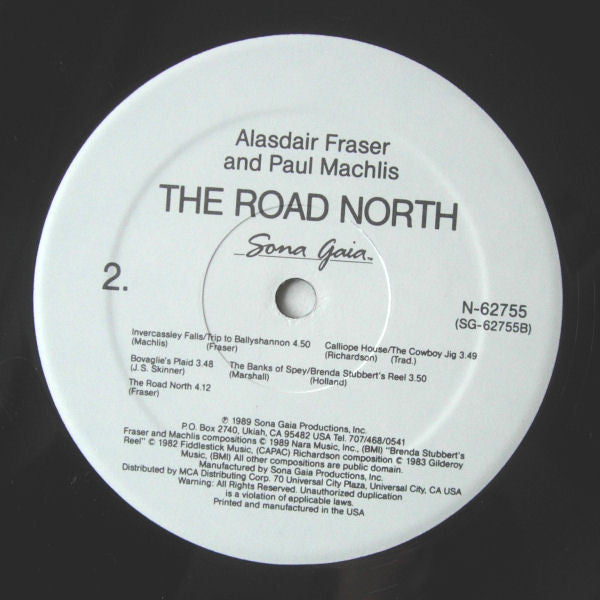 Alasdair Fraser
and Paul Machlis
THE ROAD NORTH
Sona Gaia™
2.
N-62755
(SG-62755B)
Invercassley Falls/Trip to Ballyshannon 4.50
(Machlis) (Fraser)
Calliope House/The Cowboy Jig 3.49
(Richardson) (Trad.)
Bovaglie's Plaid 3.48
(J.S. Skinner)
The Banks of Spey/Brenda Stubbert's Reel 3.50
(Marshall) (Holland)
The Road North 4.12
(Fraser)
℗ 1989 Sona Gaia Productions, Inc.
P.O. Box 2740, Ukiah, CA 95482 USA Tel. 707/468/0541
Fraser and Machlis compositions © 1989 Nara Music, Inc., (BMI) "Brenda Stubbert's
Reel" © 1982 Fiddlestick Music, (CAPAC) Richardson composition © 1983 Gilderoy
Music, (BMI) All other compositions are public domain.
Manufactured by Sona Gaia Productions, Inc.
Distributed by MCA Distributing Corp. 70 Universal City Plaza, Universal City, CA USA
Warning: All Rights Reserved. Unauthorized duplication
is a violation of applicable laws.
Printed and manufactured in the USA